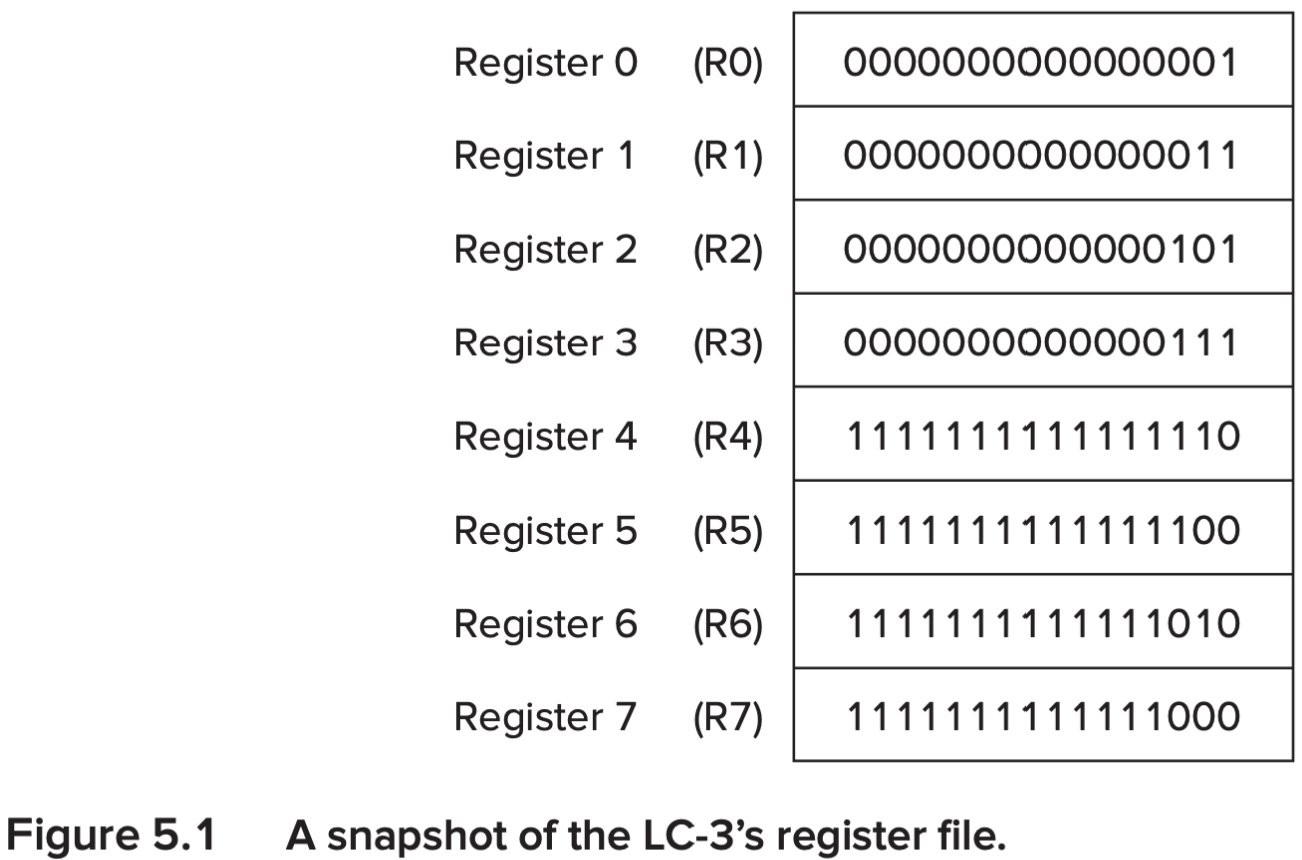 Register 0 (R0) 0000000000000001
Register 1 (R1) 0000000000000011
Register 2 (R2) 0000000000000101
Register 3 (R3) 0000000000000111
Register 4 (R4) 1111111111111110
Register 5 (R5) 1111111111111100
Register 6 (R6) 1111111111111010
Register 7 (R7) 1111111111111000
Figure 5.1 A snapshot of the LC-3’s register file.